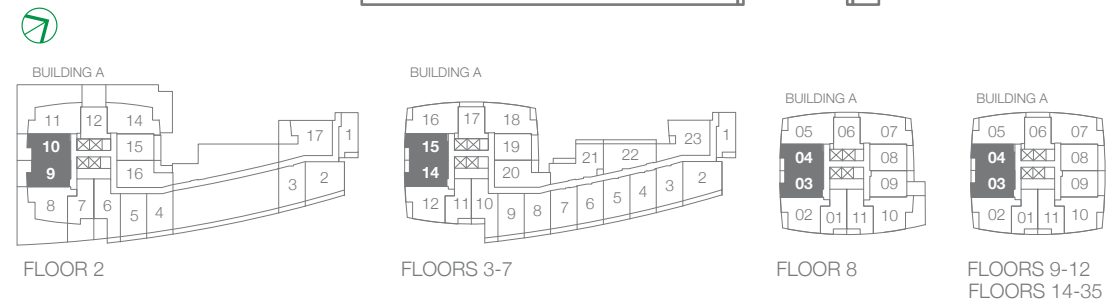 BUILDING A
11 12 14
10 15
9 16
8 7 6 5 4 3 2 17 1
FLOOR 2
BUILDING A
16 17 18
15 19
14 20
12 11 10 9 8 7 6 5 4 3 2 21 22 23 1
FLOORS 3-7
BUILDING A
05 06 07
04 08
03 09
02 01 11 10
FLOOR 8
BUILDING A
05 06 07
04 08
03 09
02 01 11 10
FLOORS 9-12
FLOORS 14-35